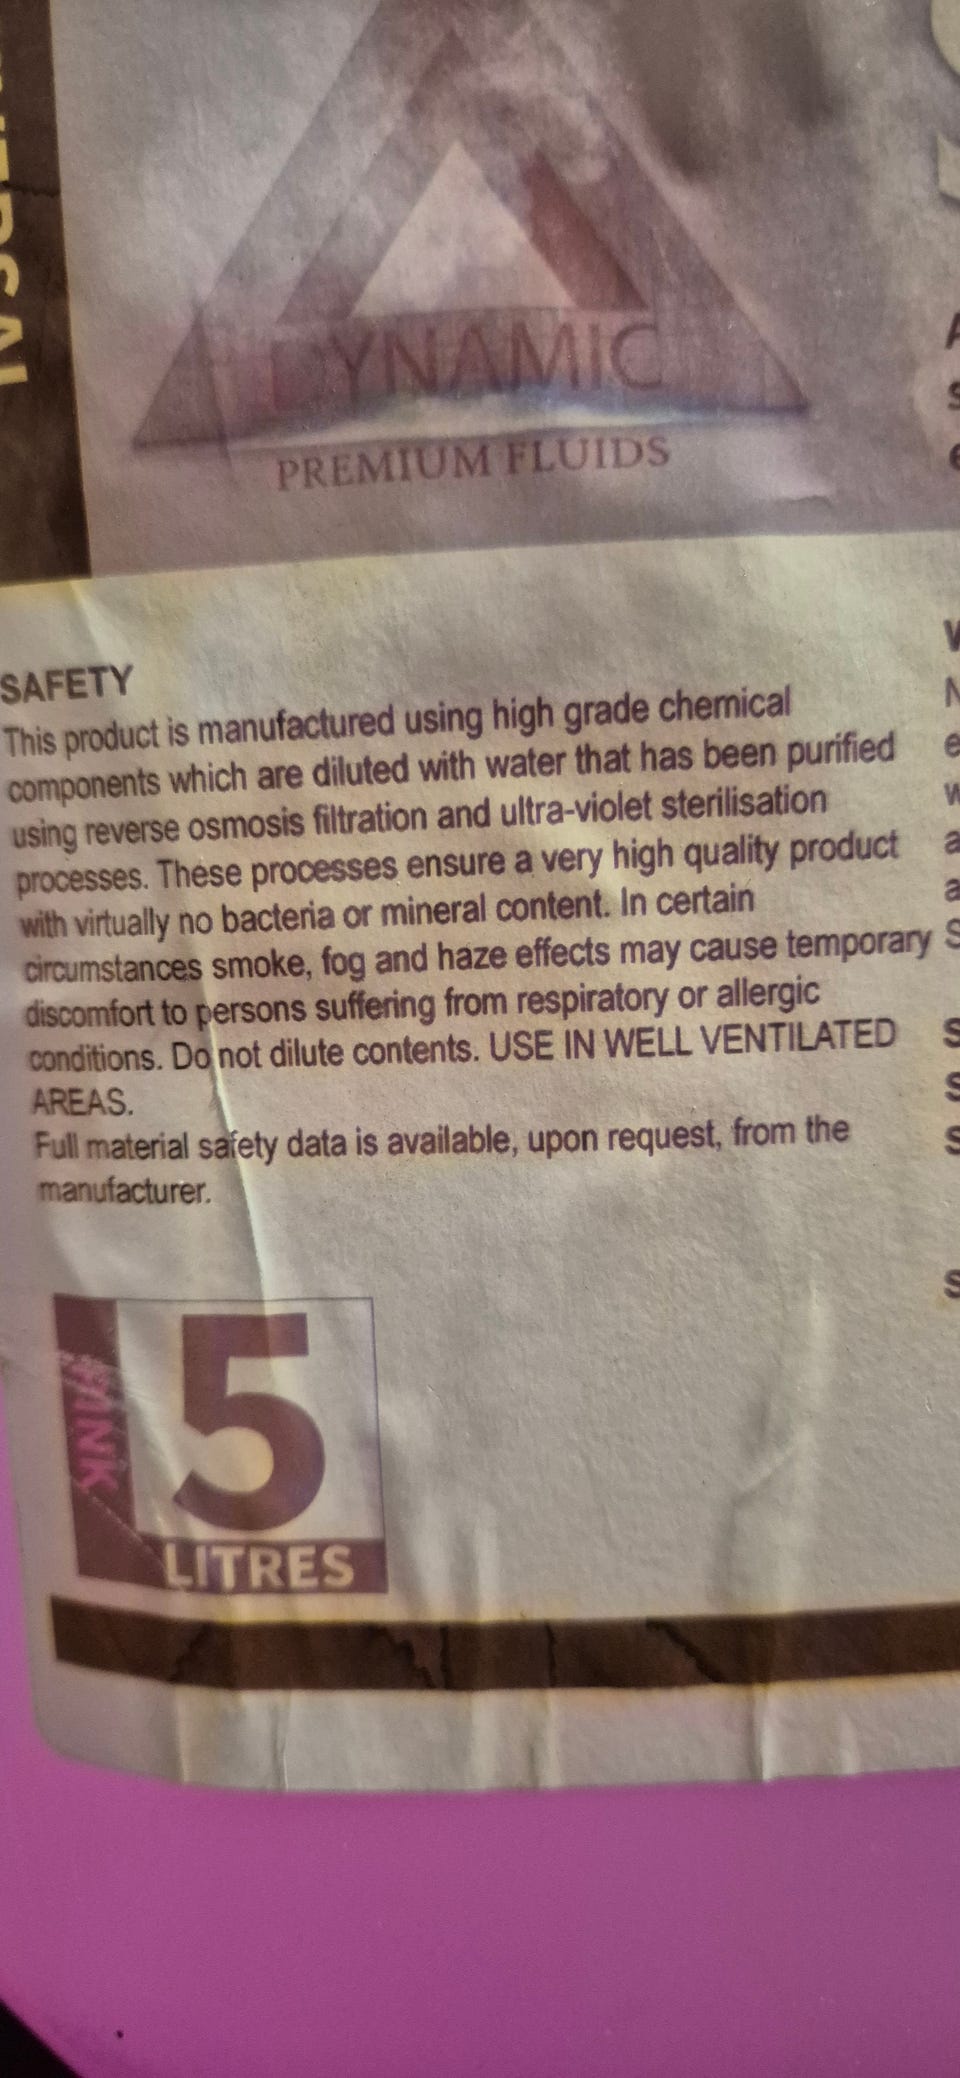 DYNAMIC
PREMIUM FLUIDS
SAFETY
This product is manufactured using high grade chemical
components which are diluted with water that has been purified
using reverse osmosis filtration and ultra-violet sterilisation
processes. These processes ensure a very high quality product
with virtually no bacteria or mineral content. In certain
circumstances smoke, fog and haze effects may cause temporary
discomfort to persons suffering from respiratory or allergic
conditions. Do not dilute contents. USE IN WELL VENTILATED
AREAS.
Full material safety data is available, upon request, from the
manufacturer.
PINK
5
LITRES